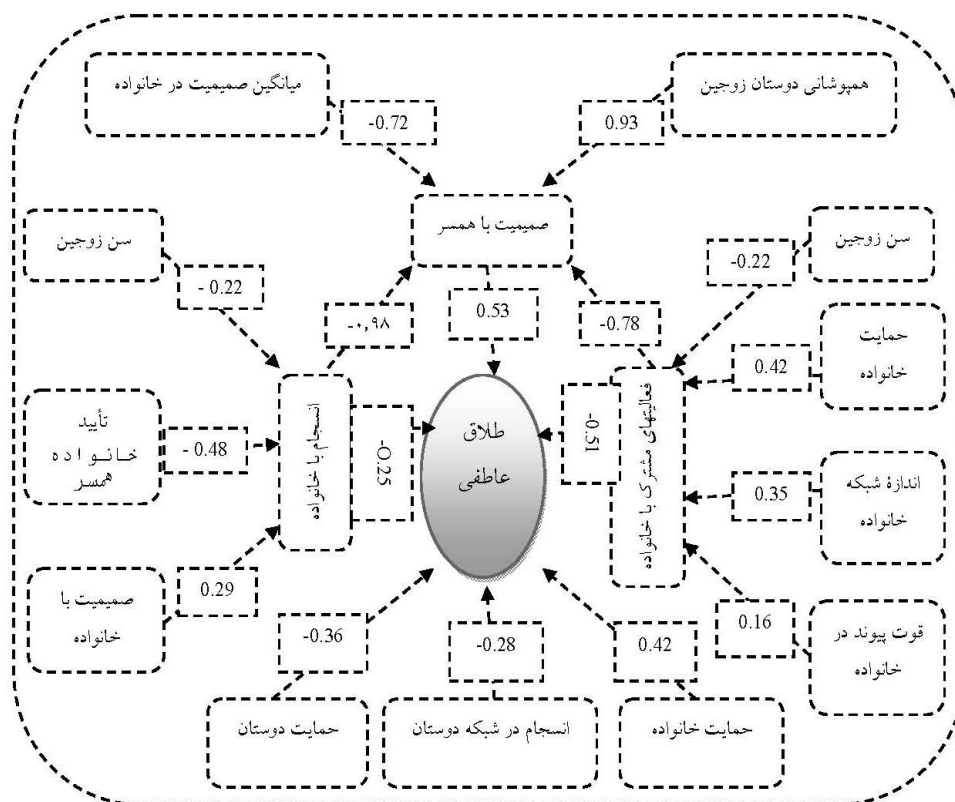 میانگین صمیمیت در خانواده
همپوشانی دوستان زوجین
-0.72
0.93
صمیمیت با همسر
سن زوجین
سن زوجین
- 0.22
-0.22
-۰,۹۸
0.53
-0.78
حمایت
خانواده
0.42
تأیید
خانواده
همسر
- 0.48
انسجام با خانواده
-0.25
طلاق
عاطفی
-0.51
فعالیتهای مشترک با خانواده
0.35
اندازۀ شبکه
خانواده
صمیمیت با
خانواده
0.29
0.16
قوت پیوند در
خانواده
-0.36
-0.28
0.42
حمایت دوستان
انسجام در شبکه دوستان
حمایت خانواده